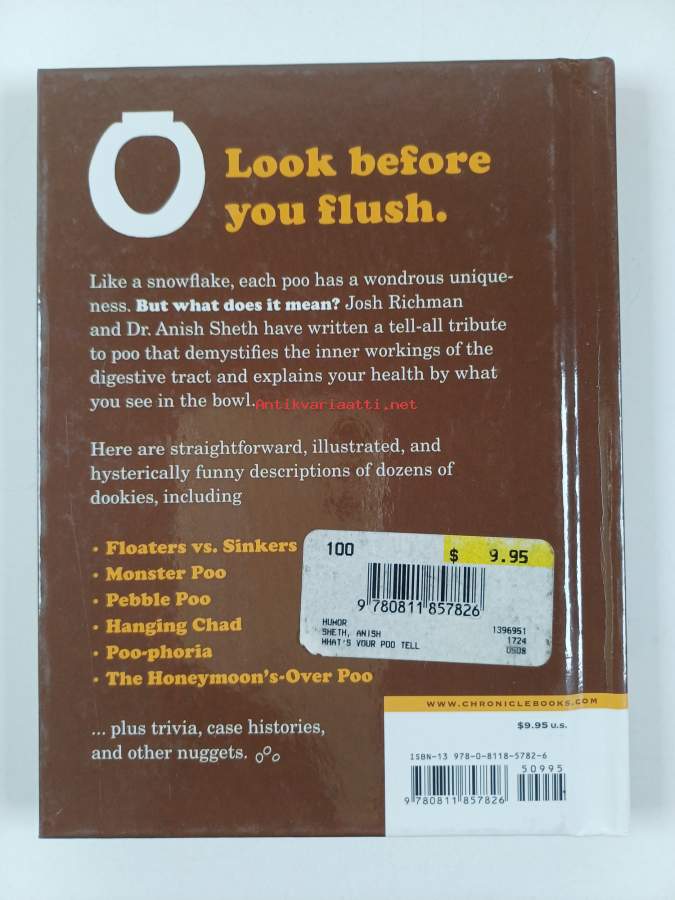 Look before
you flush.
Like a snowflake, each poo has a wondrous unique-
ness. But what does it mean? Josh Richman
and Dr. Anish Sheth have written a tell-all tribute
to poo that demystifies the inner workings of the
digestive tract and explains your health by what
you see in the bowl.
Antikvariaatti.net
Here are straightforward, illustrated, and
hysterically funny descriptions of dozens of
dookies, including
• Floaters vs. Sinkers
• Monster Poo
• Pebble Poo
• Hanging Chad
• Poo-phoria
• The Honeymoon's-Over Poo
... plus trivia, case histories,
and other nuggets.
100 $ 9.95
9 780811 857826
HUMOR
SHETH, ANISH 1396951
WHAT'S YOUR POO TELL 1724
0508
WWW.CHRONICLEBOOKS.COM
$9.95 U.S.
ISBN-13 978-0-8118-5782-6
50995
9 780811 857826